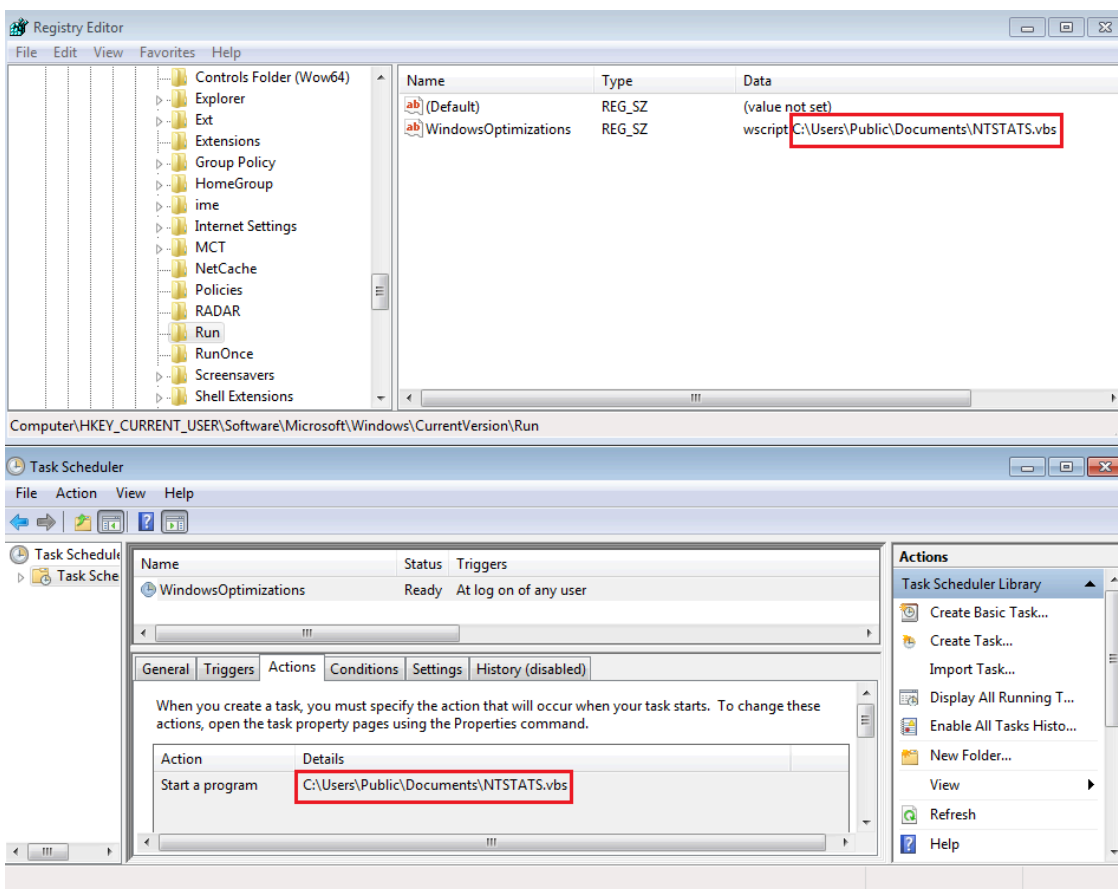 Registry Editor
File Edit View Favorites Help
Controls Folder (Wow64)
Explorer
Ext
Extensions
Group Policy
HomeGroup
ime
Internet Settings
MCT
NetCache
Policies
RADAR
Run
RunOnce
Screensavers
Shell Extensions
Name Type Data
(Default) REG_SZ (value not set)
WindowsOptimizations REG_SZ wscript C:\Users\Public\Documents\NTSTATS.vbs
Computer\HKEY_CURRENT_USER\Software\Microsoft\Windows\CurrentVersion\Run
Task Scheduler
File Action View Help
Task Schedule
Task Sche
Name Status Triggers
WindowsOptimizations Ready At log on of any user
General Triggers Actions Conditions Settings History (disabled)
When you create a task, you must specify the action that will occur when your task starts. To change these
actions, open the task property pages using the Properties command.
Action Details
Start a program C:\Users\Public\Documents\NTSTATS.vbs
Actions
Task Scheduler Library
Create Basic Task...
Create Task...
Import Task...
Display All Running T...
Enable All Tasks Histo...
New Folder...
View
Refresh
Help